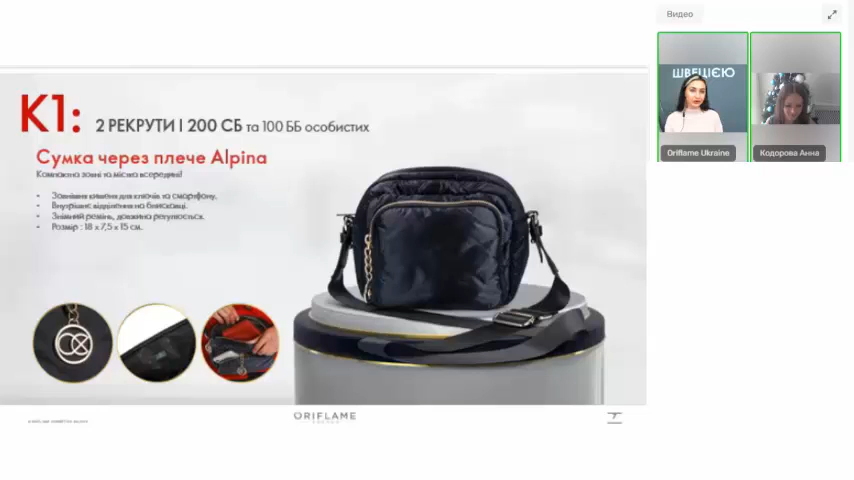 Видео
К1: 2 РЕКРУТИ І 200 СБ та 100 ББ особистих
Сумка через плече Alpina
Компактна зовні та містка всередині!
• Зовнішня кишеня для ключів та смартфону.
• Внутрішнє відділення на блискавці.
• Знімний ремінь, довжина регулюється.
• Розмір : 18 х 7,5 х 15 см.
ШВЕЦІЄЮ
Oriflame Ukraine
Кодорова Анна
ORIFLAME
SWEDEN